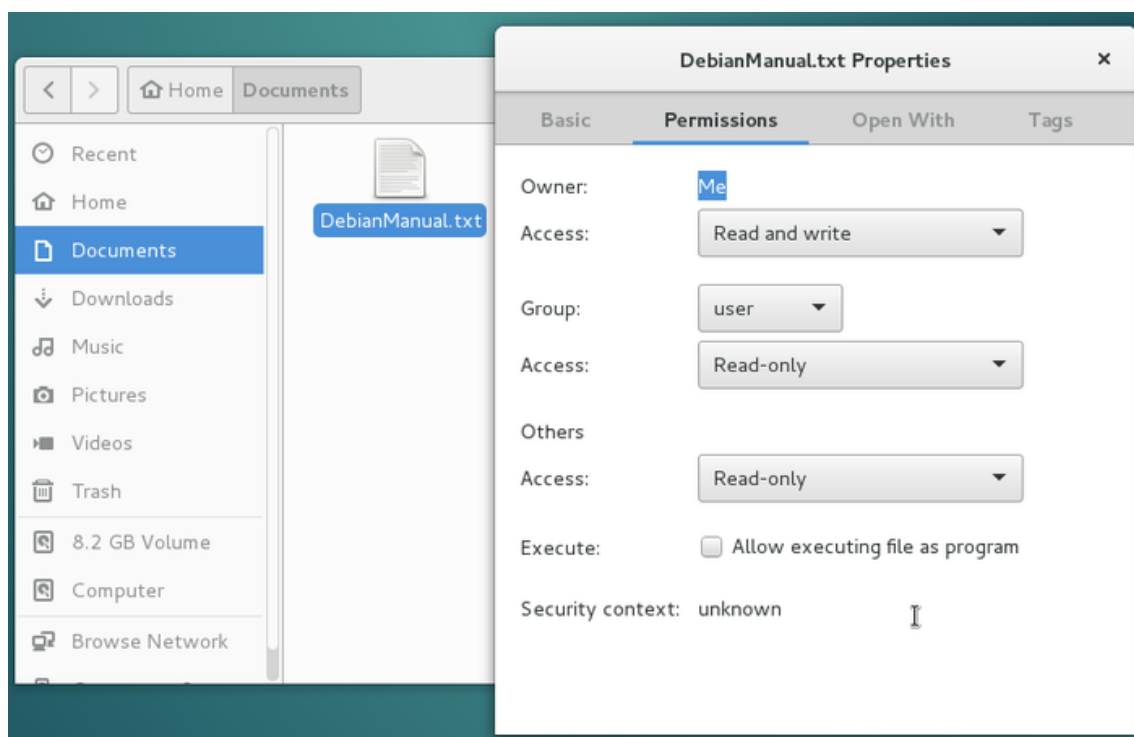 DebianManual.txt Properties
Home Documents
Basic Permissions Open With Tags
Recent
Home
Documents
Downloads
Music
Pictures
Videos
Trash
8.2 GB Volume
Computer
Browse Network
DebianManual.txt
Owner: Me
Access: Read and write
Group: user
Access: Read-only
Others
Access: Read-only
Execute: Allow executing file as program
Security context: unknown